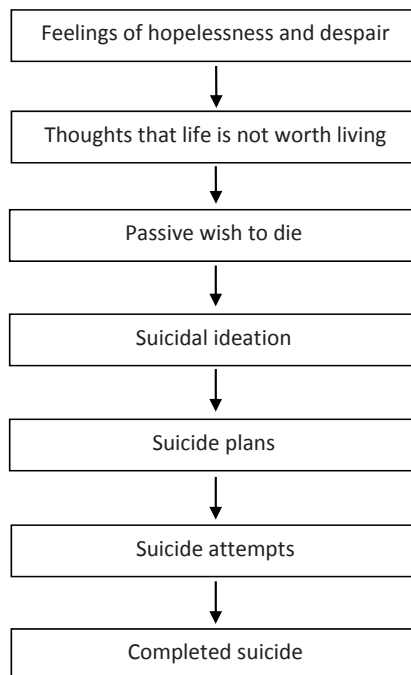 Feelings of hopelessness and despair
Thoughts that life is not worth living
Passive wish to die
Suicidal ideation
Suicide plans
Suicide attempts
Completed suicide